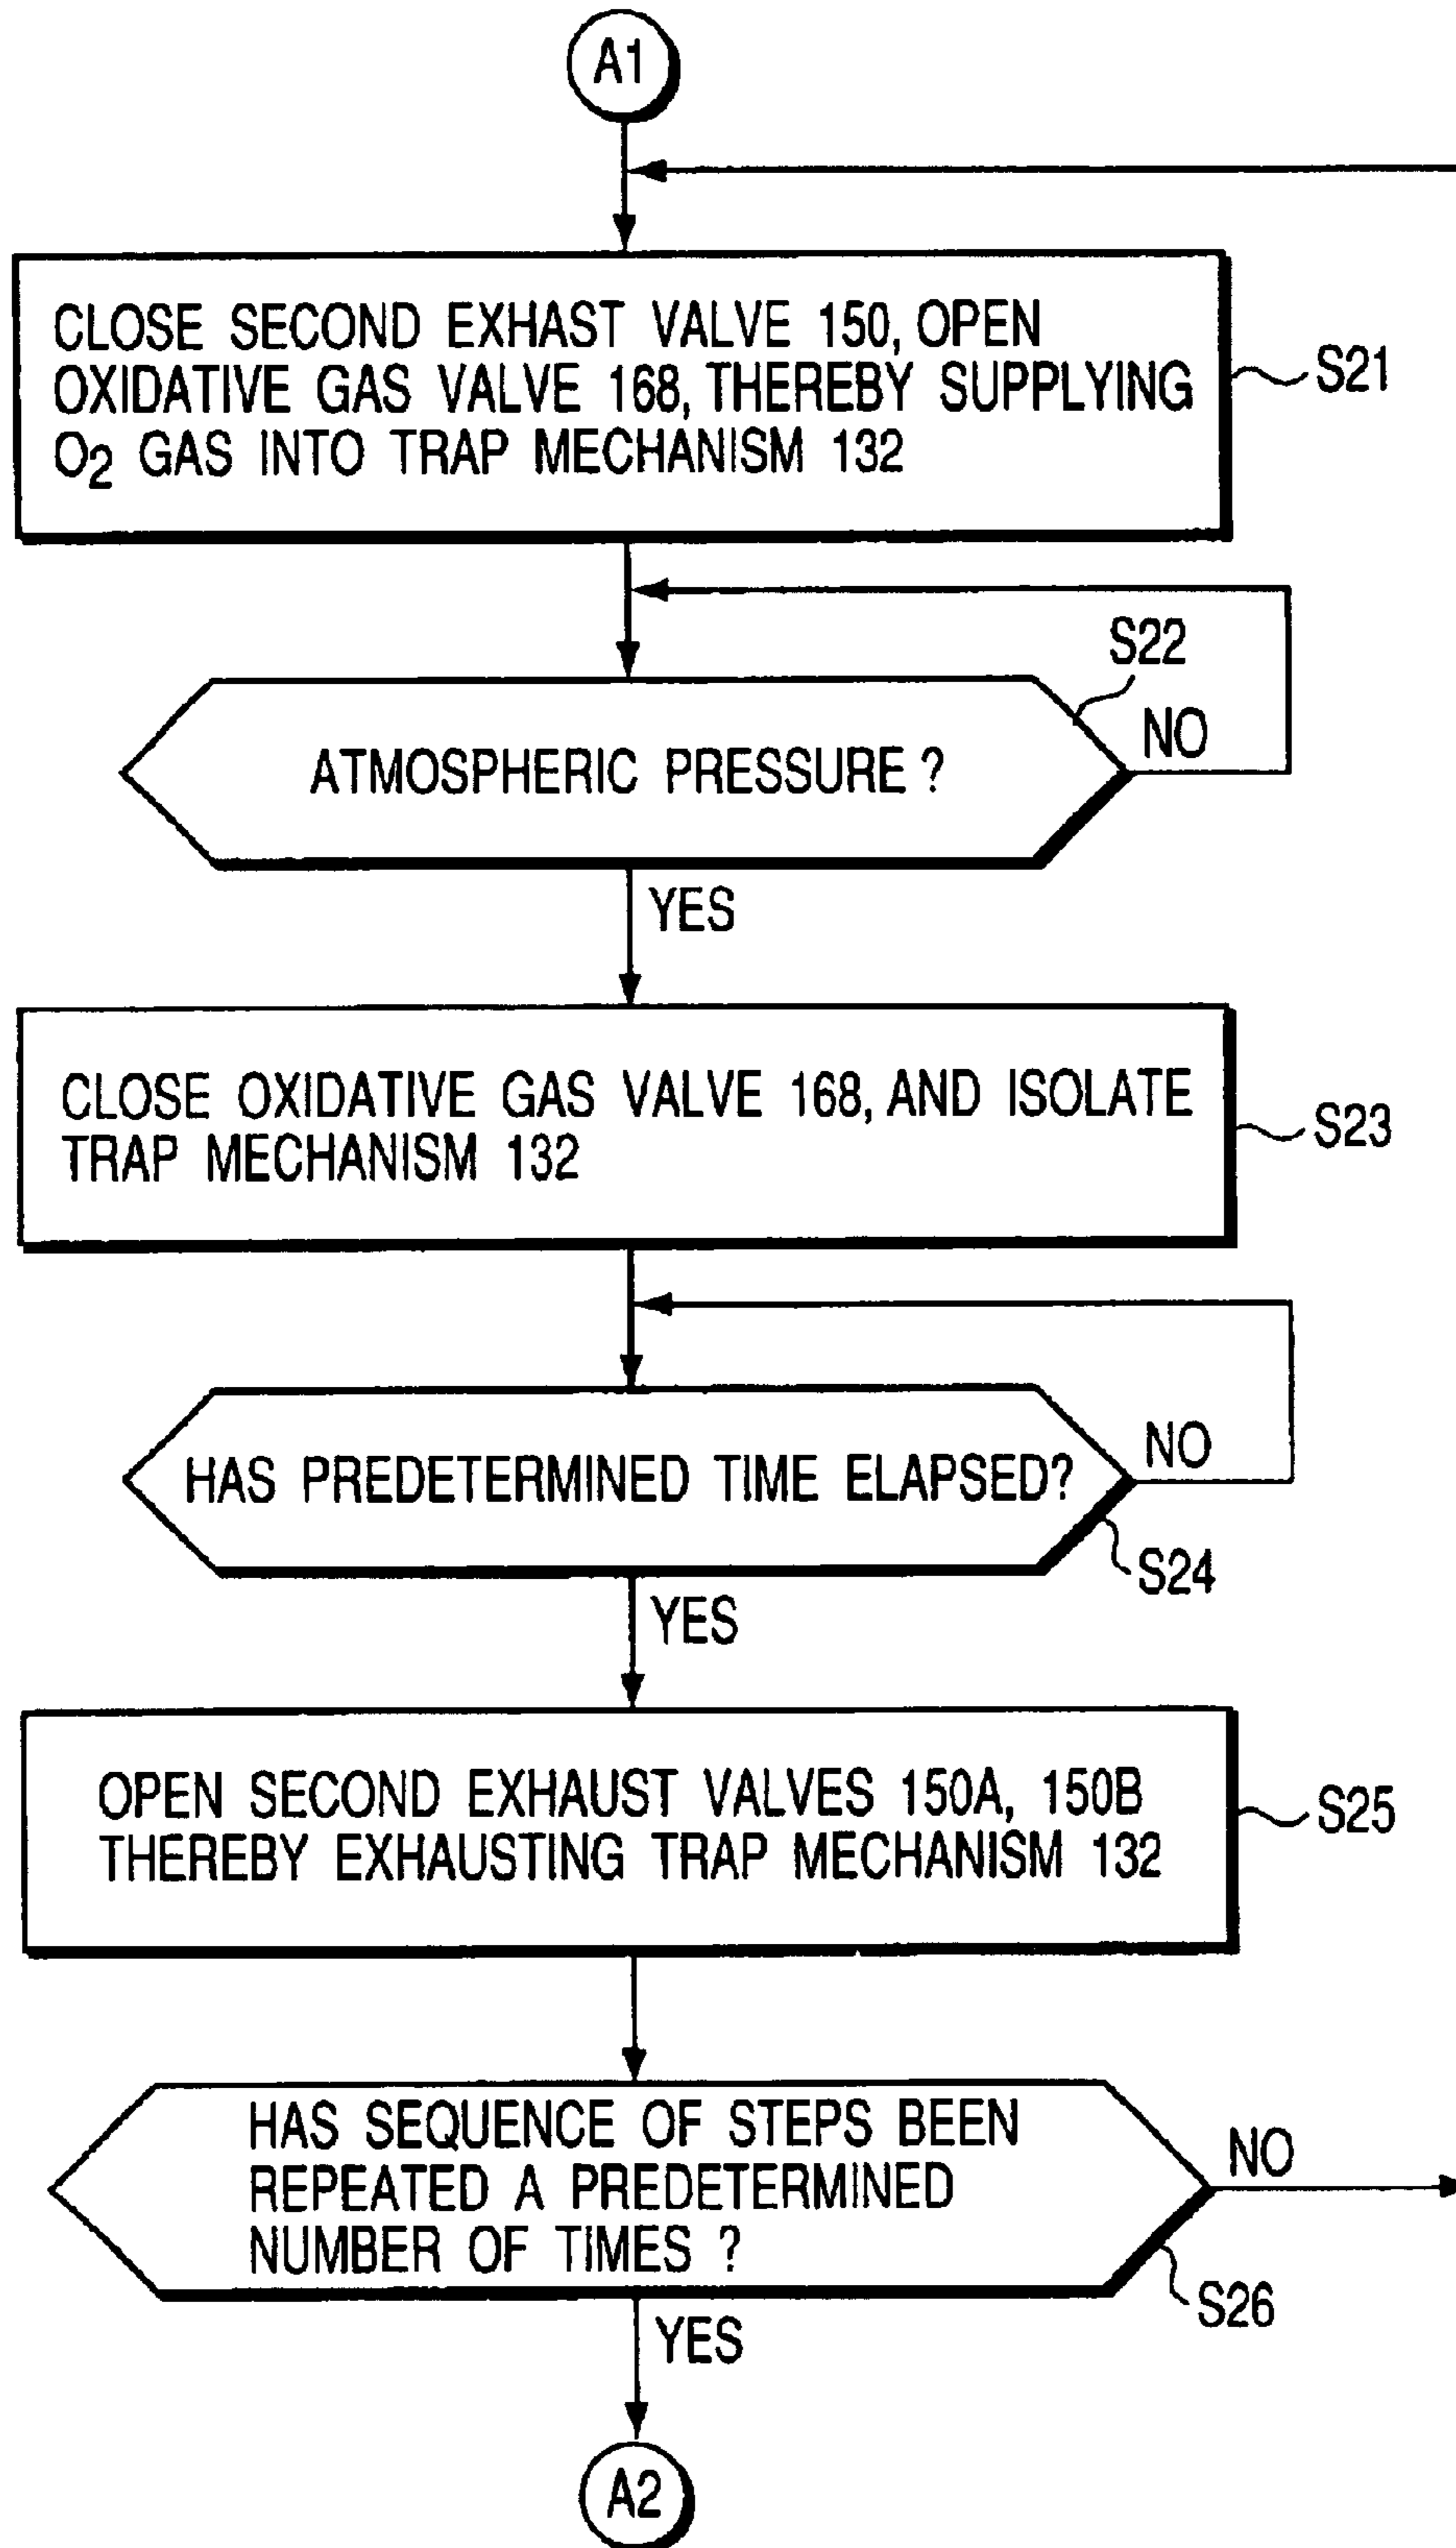 A1
CLOSE SECOND EXHAST VALVE 150, OPEN
OXIDATIVE GAS VALVE 168, THEREBY SUPPLYING
O2 GAS INTO TRAP MECHANISM 132
S21
S22
NO
ATMOSPHERIC PRESSURE ?
YES
CLOSE OXIDATIVE GAS VALVE 168, AND ISOLATE
TRAP MECHANISM 132
S23
NO
HAS PREDETERMINED TIME ELAPSED?
S24
YES
OPEN SECOND EXHAUST VALVES 150A, 150B
THEREBY EXHAUSTING TRAP MECHANISM 132
S25
HAS SEQUENCE OF STEPS BEEN
REPEATED A PREDETERMINED
NUMBER OF TIMES ?
NO
S26
YES
A2